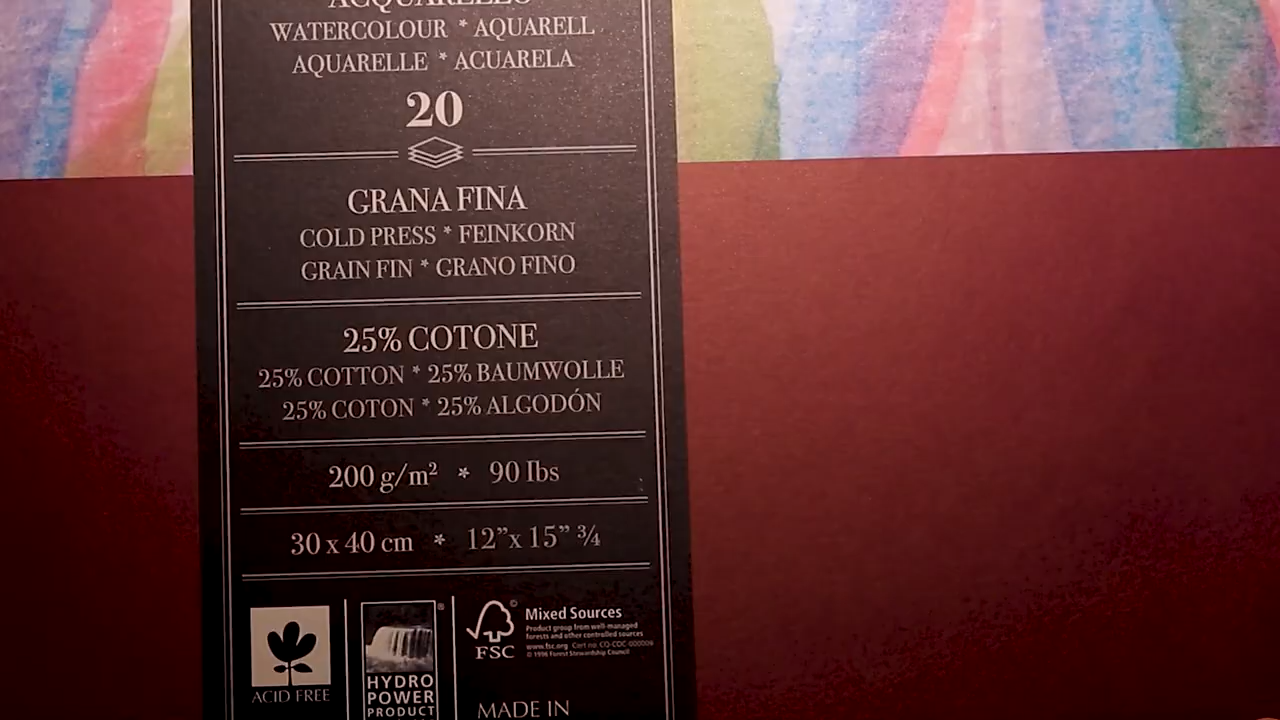 ACQUARELLO
WATERCOLOUR * AQUARELL
AQUARELLE * ACUARELA
20
GRANA FINA
COLD PRESS * FEINKORN
GRAIN FIN * GRANO FINO
25% COTONE
25% COTTON * 25% BAUMWOLLE
25% COTON * 25% ALGODÓN
200 g/m² * 90 lbs
30 x 40 cm * 12”x 15” ¾
ACID FREE
HYDRO
POWER
PRODUCT
®
©
FSC
Mixed Sources
Product group from well-managed
forests and other controlled sources
www.fsc.org Cert no. CQ-COC-000006
© 1996 Forest Stewardship Council
MADE IN